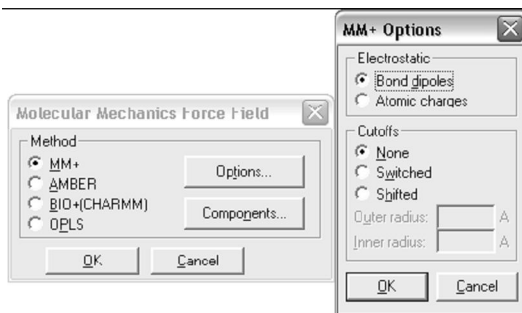 Molecular Mechanics Force Field
Method
MM+
AMBER
BIO+(CHARMM)
OPLS
Options...
Components...
OK
Cancel
MM+ Options
Electrostatic
Bond dipoles
Atomic charges
Cutoffs
None
Switched
Shifted
Outer radius: A
Inner radius: A
OK
Cancel